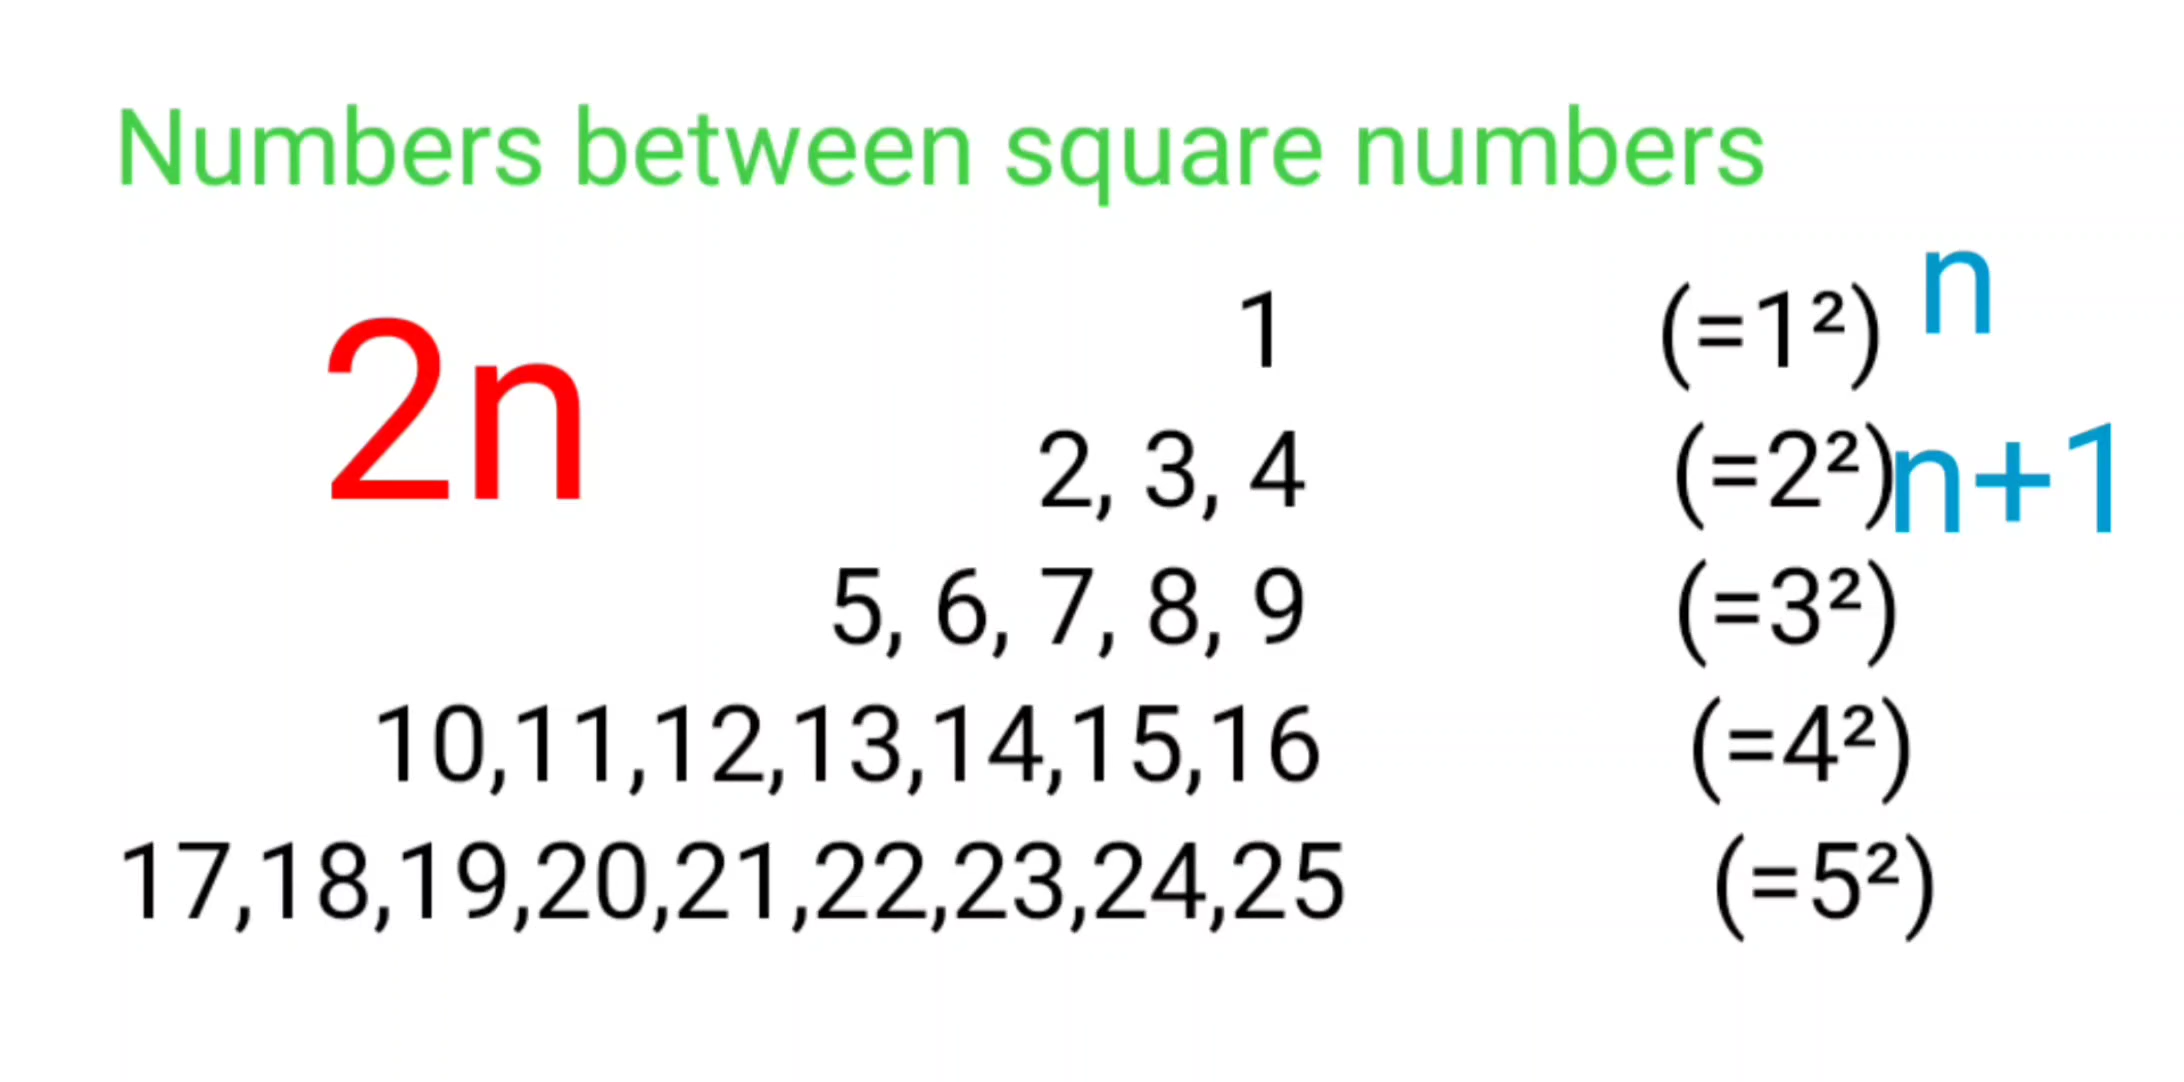 Numbers between square numbers
2n
1 (=1²) n
2, 3, 4 (=2²) n+1
5, 6, 7, 8, 9 (=3²)
10,11,12,13,14,15,16 (=4²)
17,18,19,20,21,22,23,24,25 (=5²)